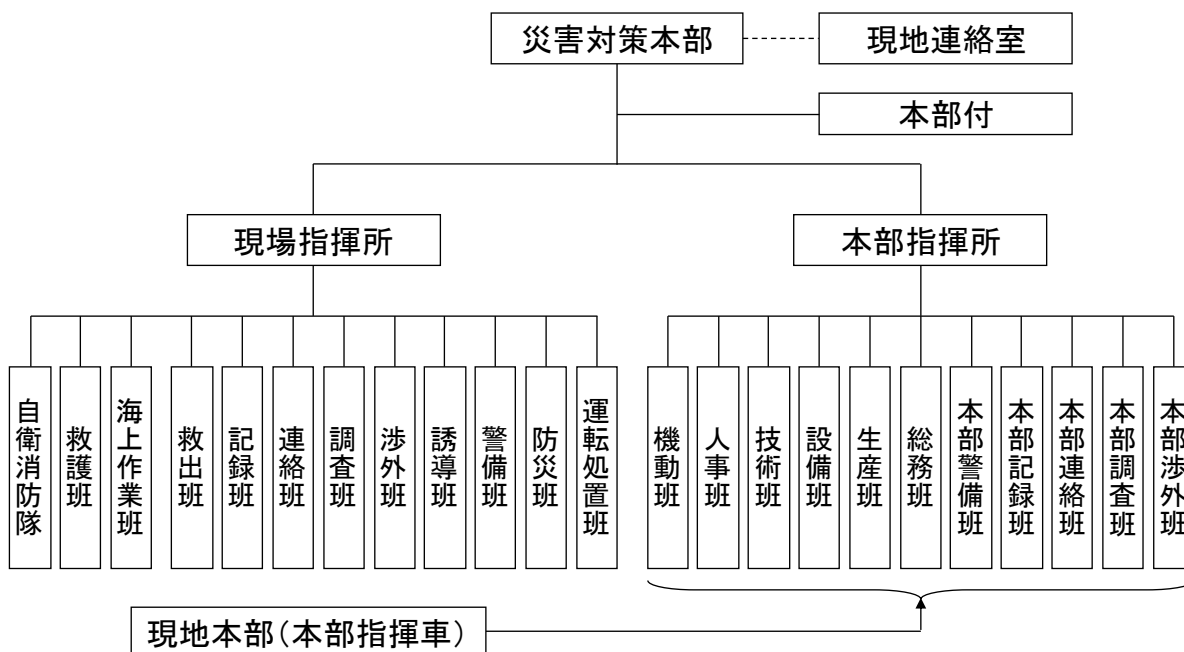 災害対策本部
現地連絡室
本部付
現場指揮所
本部指揮所
自衛消防隊
救護班
海上作業班
救出班
記録班
連絡班
調査班
渉外班
誘導班
警備班
防災班
運転処置班
機動班
人事班
技術班
設備班
生産班
総務班
本部警備班
本部記録班
本部連絡班
本部調査班
本部渉外班
現地本部(本部指揮車)